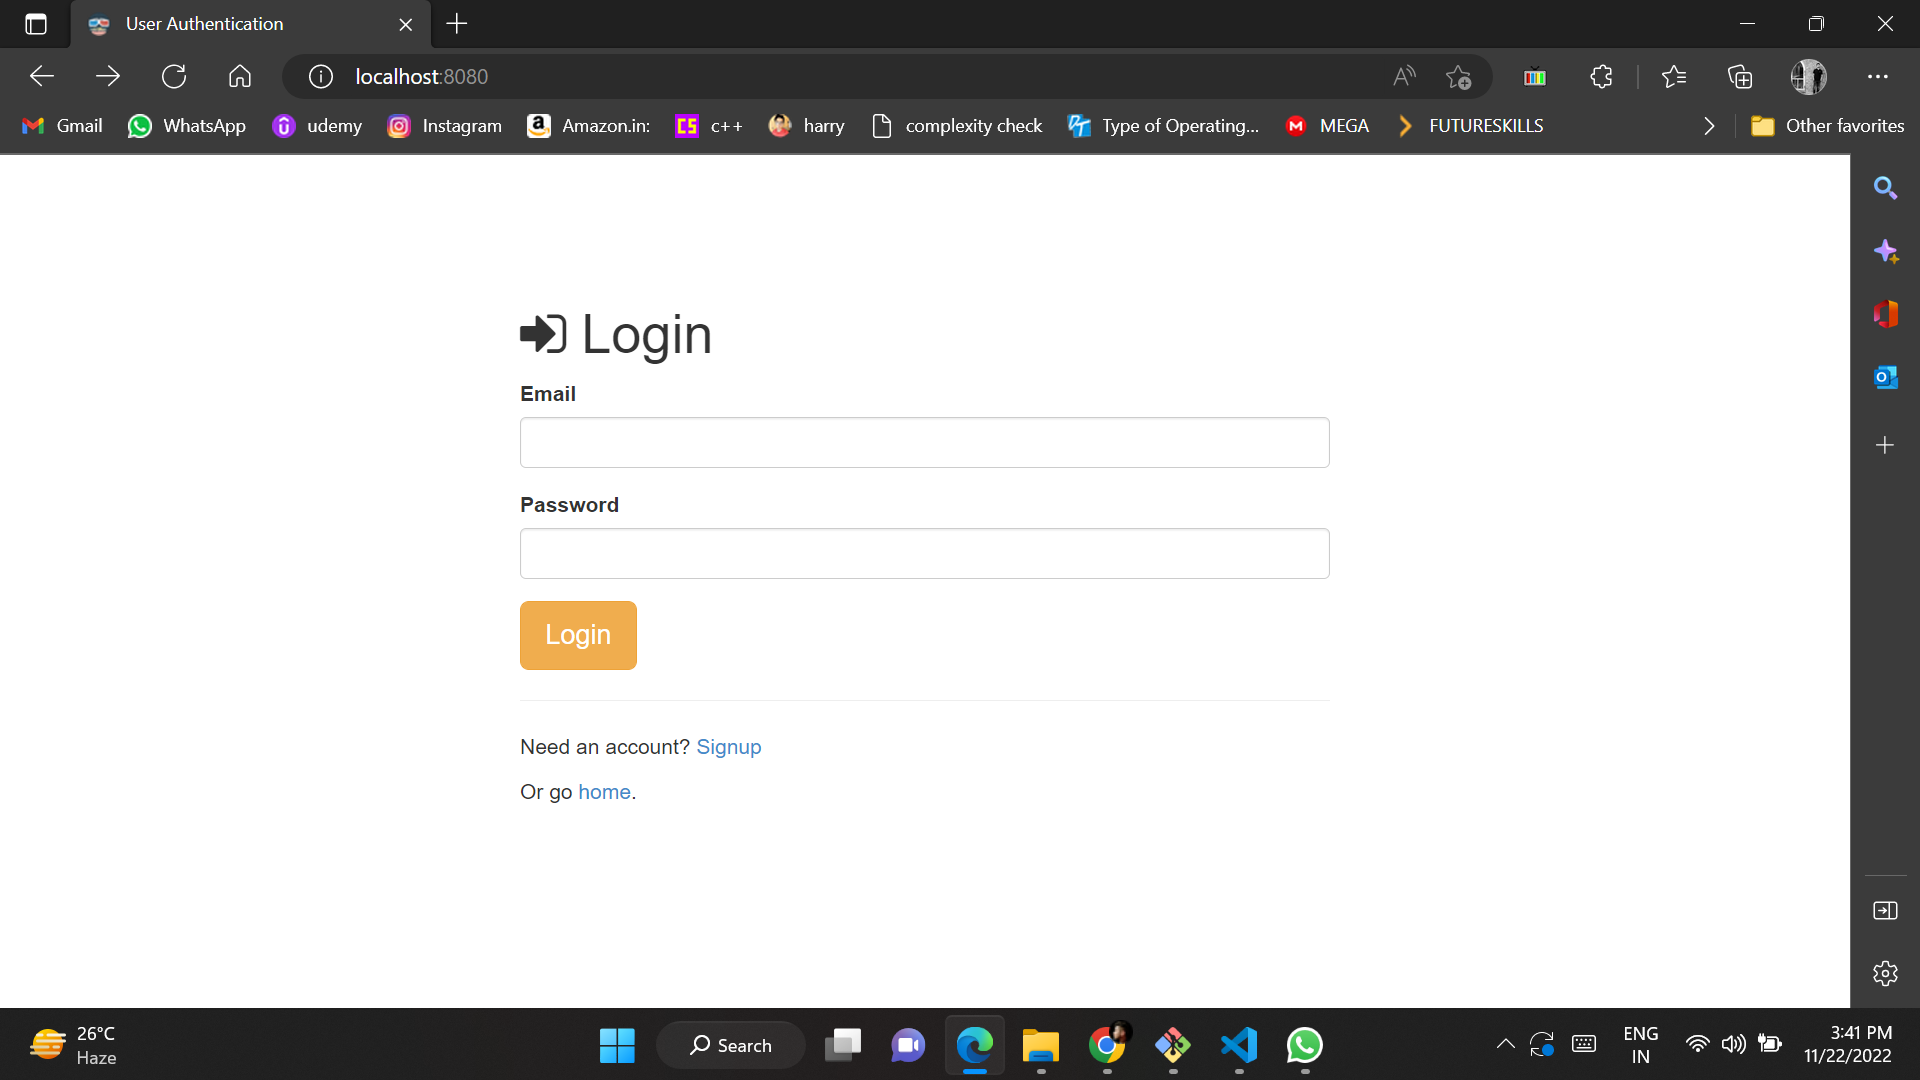 User Authentication
localhost:8080
Gmail WhatsApp udemy Instagram Amazon.in: c++ harry complexity check Type of Operating... MEGA FUTURESKILLS Other favorites
Login
Email
Password
Login
Need an account? Signup
Or go home.
26°C
Haze
Search
ENG
IN
3:41 PM
11/22/2022